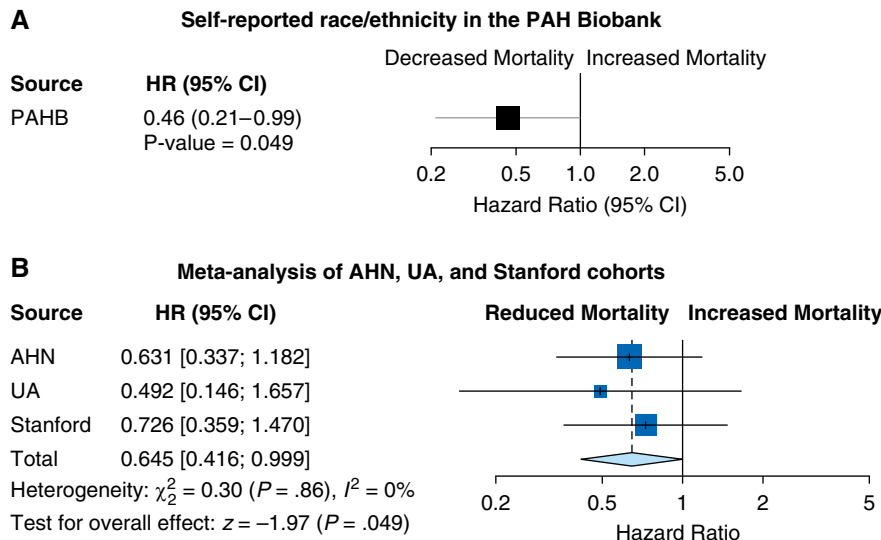 A Self-reported race/ethnicity in the PAH Biobank
Decreased Mortality Increased Mortality
Source HR (95% CI)
PAHB 0.46 (0.21–0.99)
P-value = 0.049
0.2 0.5 1.0 2.0 5.0
Hazard Ratio (95% CI)
B Meta-analysis of AHN, UA, and Stanford cohorts
Source HR (95% CI) Reduced Mortality Increased Mortality
AHN 0.631 [0.337; 1.182]
UA 0.492 [0.146; 1.657]
Stanford 0.726 [0.359; 1.470]
Total 0.645 [0.416; 0.999]
Heterogeneity: χ²₂ = 0.30 (P = .86), I² = 0%
0.2 0.5 1 2 5
Test for overall effect: z = –1.97 (P = .049)
Hazard Ratio